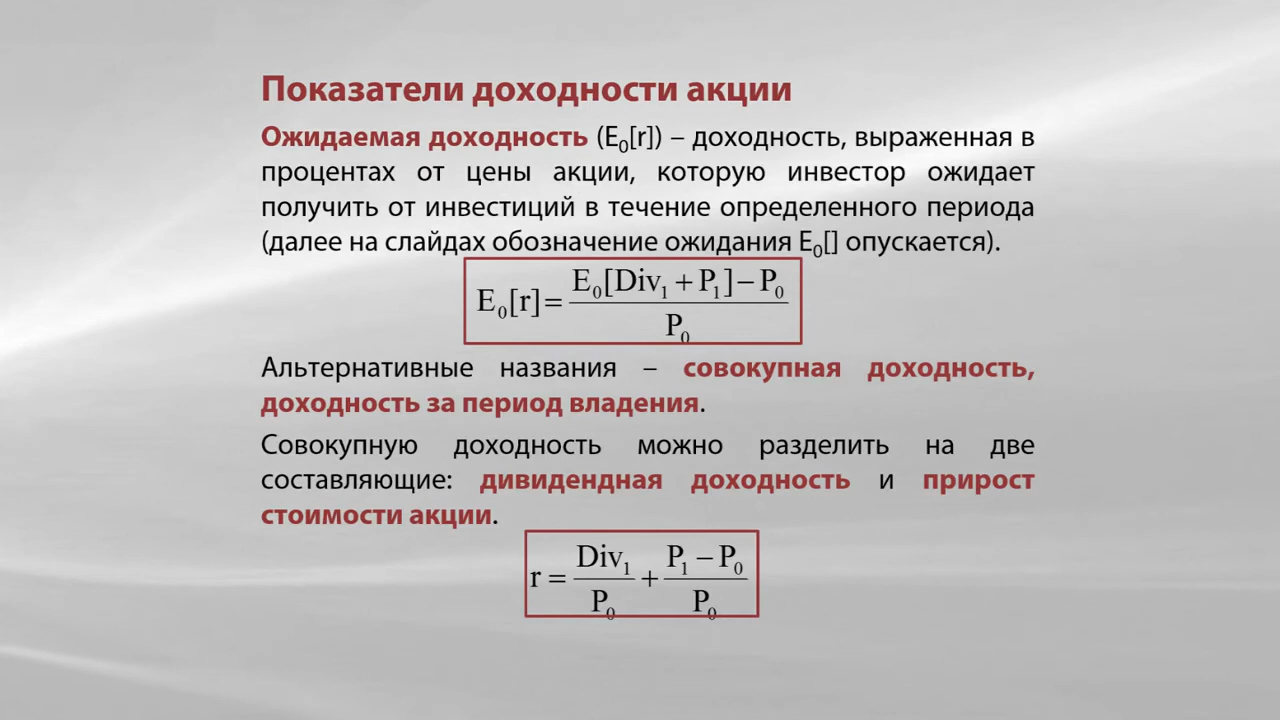 Показатели доходности акции
Ожидаемая доходность (E₀[r]) – доходность, выраженная в
процентах от цены акции, которую инвестор ожидает
получить от инвестиций в течение определенного периода
(далее на слайдах обозначение ожидания E₀[] опускается).
E₀[r] = (E₀[Div₁ + P₁] − P₀) / P₀
Альтернативные названия – совокупная доходность,
доходность за период владения.
Совокупную доходность можно разделить на две
составляющие: дивидендная доходность и прирост
стоимости акции.
r = Div₁ / P₀ + (P₁ − P₀) / P₀